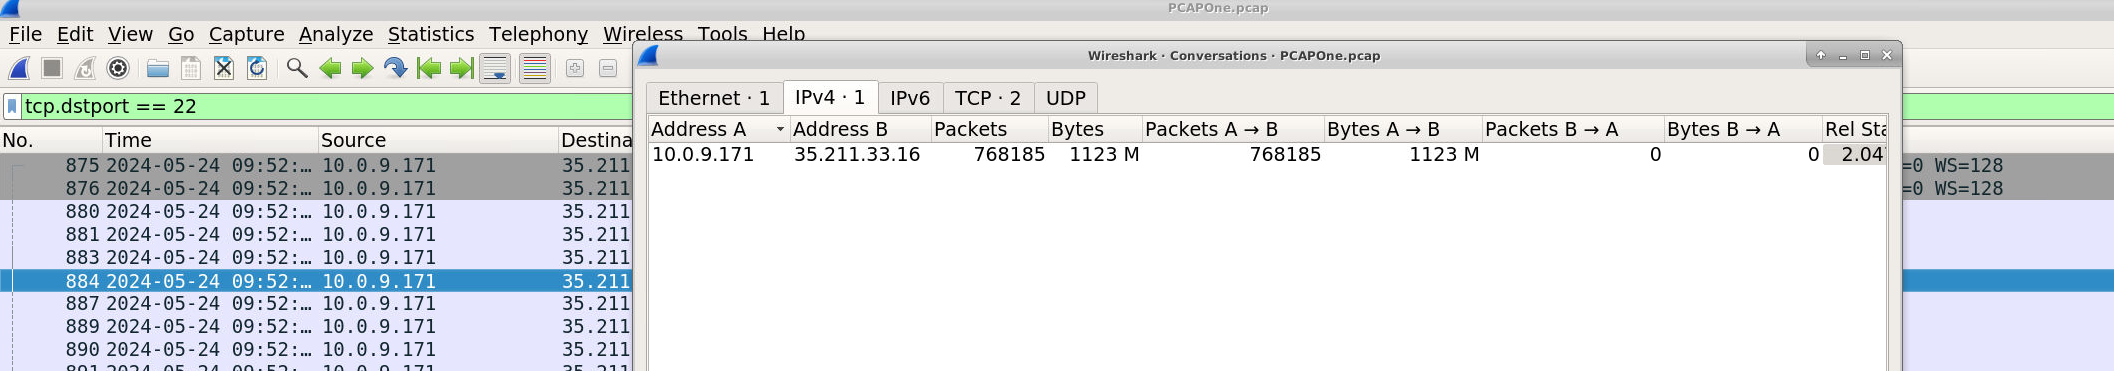 PCAPOne.pcap
File Edit View Go Capture Analyze Statistics Telephony Wireless Tools Help
Wireshark · Conversations · PCAPOne.pcap
Ethernet · 1 IPv4 · 1 IPv6 TCP · 2 UDP
tcp.dstport == 22
Address A Address B Packets Bytes Packets A → B Bytes A → B Packets B → A Bytes B → A Rel Sta
10.0.9.171 35.211.33.16 768185 1123 M 768185 1123 M 0 0 2.04
No. Time Source Destina
875 2024-05-24 09:52:… 10.0.9.171 35.211 =0 WS=128
876 2024-05-24 09:52:… 10.0.9.171 35.211 =0 WS=128
880 2024-05-24 09:52:… 10.0.9.171 35.211
881 2024-05-24 09:52:… 10.0.9.171 35.211
883 2024-05-24 09:52:… 10.0.9.171 35.211
884 2024-05-24 09:52:… 10.0.9.171 35.211
887 2024-05-24 09:52:… 10.0.9.171 35.211
889 2024-05-24 09:52:… 10.0.9.171 35.211
890 2024-05-24 09:52:… 10.0.9.171 35.211